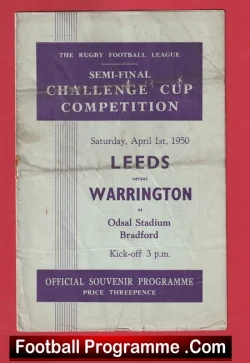 THE RUGBY FOOTBALL LEAGUE
SEMI-FINAL
CHALLENGE CUP
COMPETITION
Saturday, April 1st, 1950
LEEDS
versus
WARRINGTON
at
Odsal Stadium
Bradford
Kick-off 3 p.m.
OFFICIAL SOUVENIR PROGRAMME
PRICE THREEPENCE
Football Programme .Com